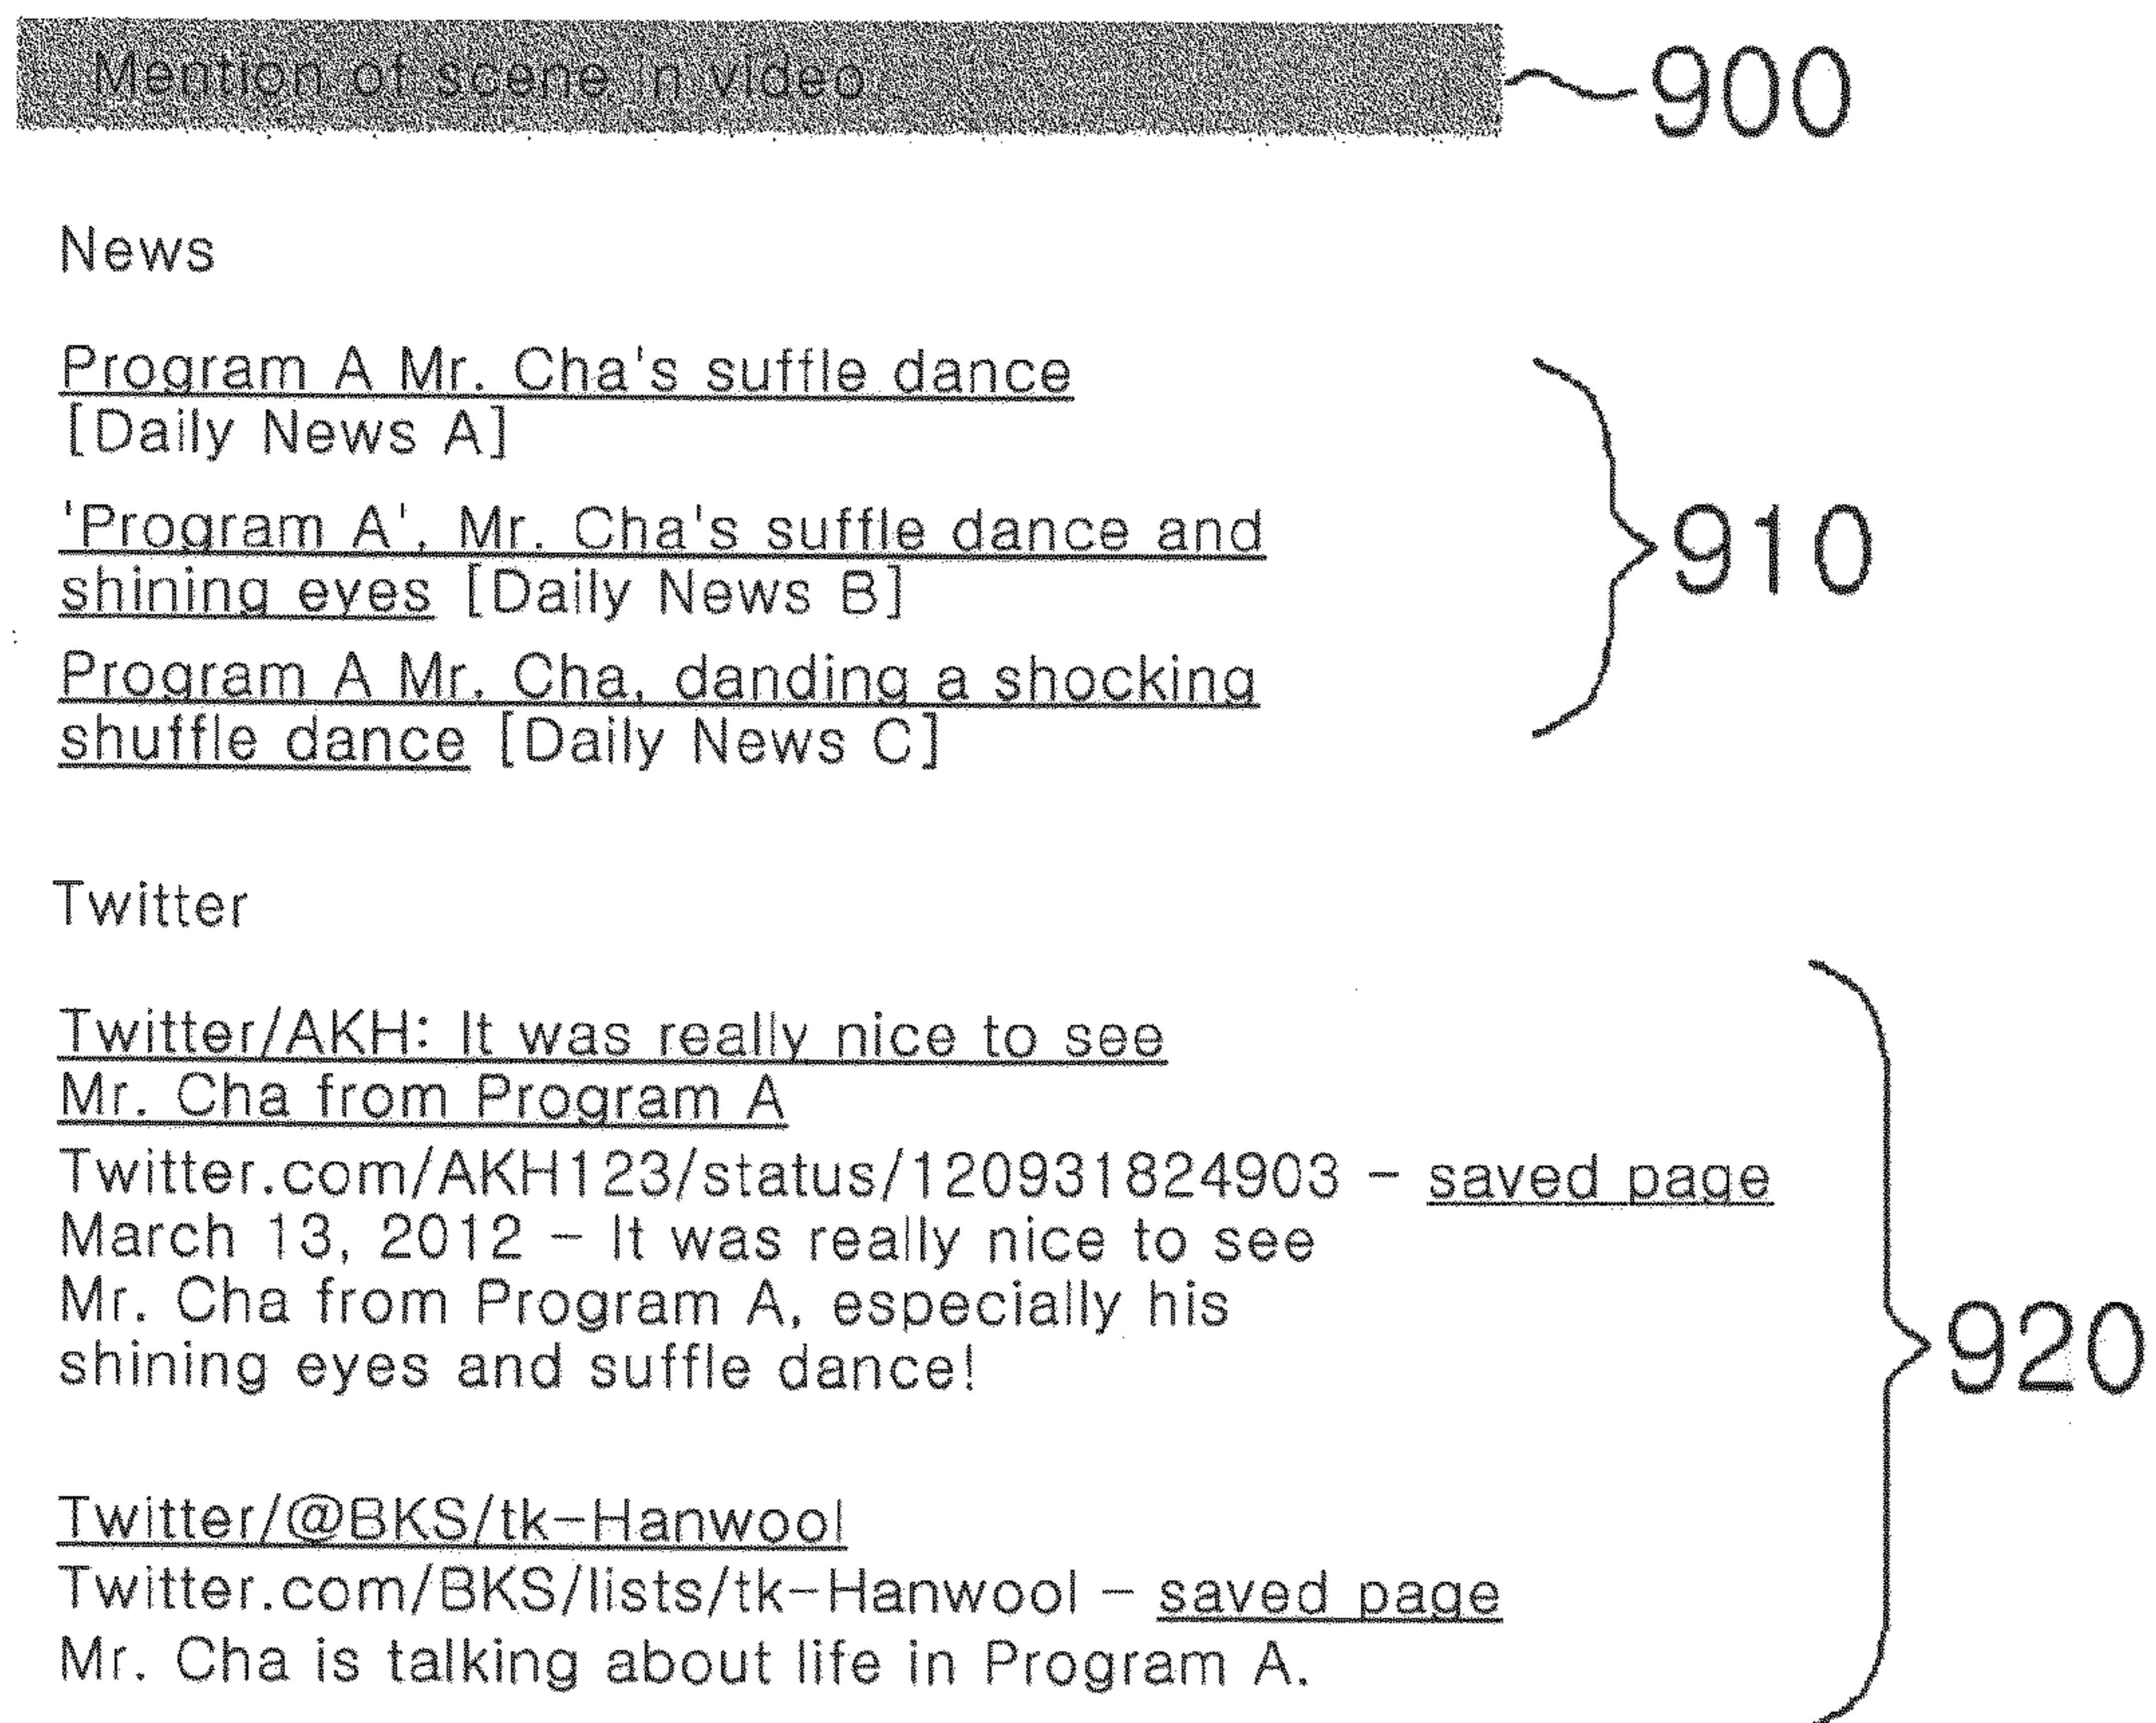 Mention of scene in video
900
News
Program A Mr. Cha's suffle dance
[Daily News A]
'Program A', Mr. Cha's suffle dance and
shining eyes [Daily News B]
910
Program A Mr. Cha, danding a shocking
shuffle dance [Daily News C]
Twitter
Twitter/AKH: It was really nice to see
Mr. Cha from Program A
Twitter.com/AKH123/status/120931824903 - saved page
March 13, 2012 - It was really nice to see
Mr. Cha from Program A, especially his
shining eyes and suffle dance!
920
Twitter/@BKS/tk-Hanwool
Twitter.com/BKS/lists/tk-Hanwool - saved page
Mr. Cha is talking about life in Program A.